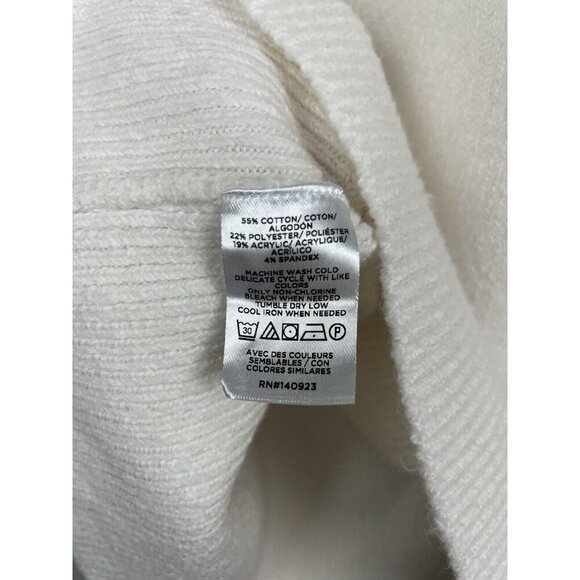 55% COTTON/ COTON/
ALGODÓN
22% POLYESTER/ POLIÉSTER
19% ACRYLIC/ ACRYLIQUE/
ACRÍLICO
4% SPANDEX
MACHINE WASH COLD
DELICATE CYCLE WITH LIKE
COLORS
ONLY NON-CHLORINE
BLEACH WHEN NEEDED
TUMBLE DRY LOW
COOL IRON WHEN NEEDED
30 P
AVEC DES COULEURS
SEMBLABLES / CON
COLORES SIMILARES
RN#140923